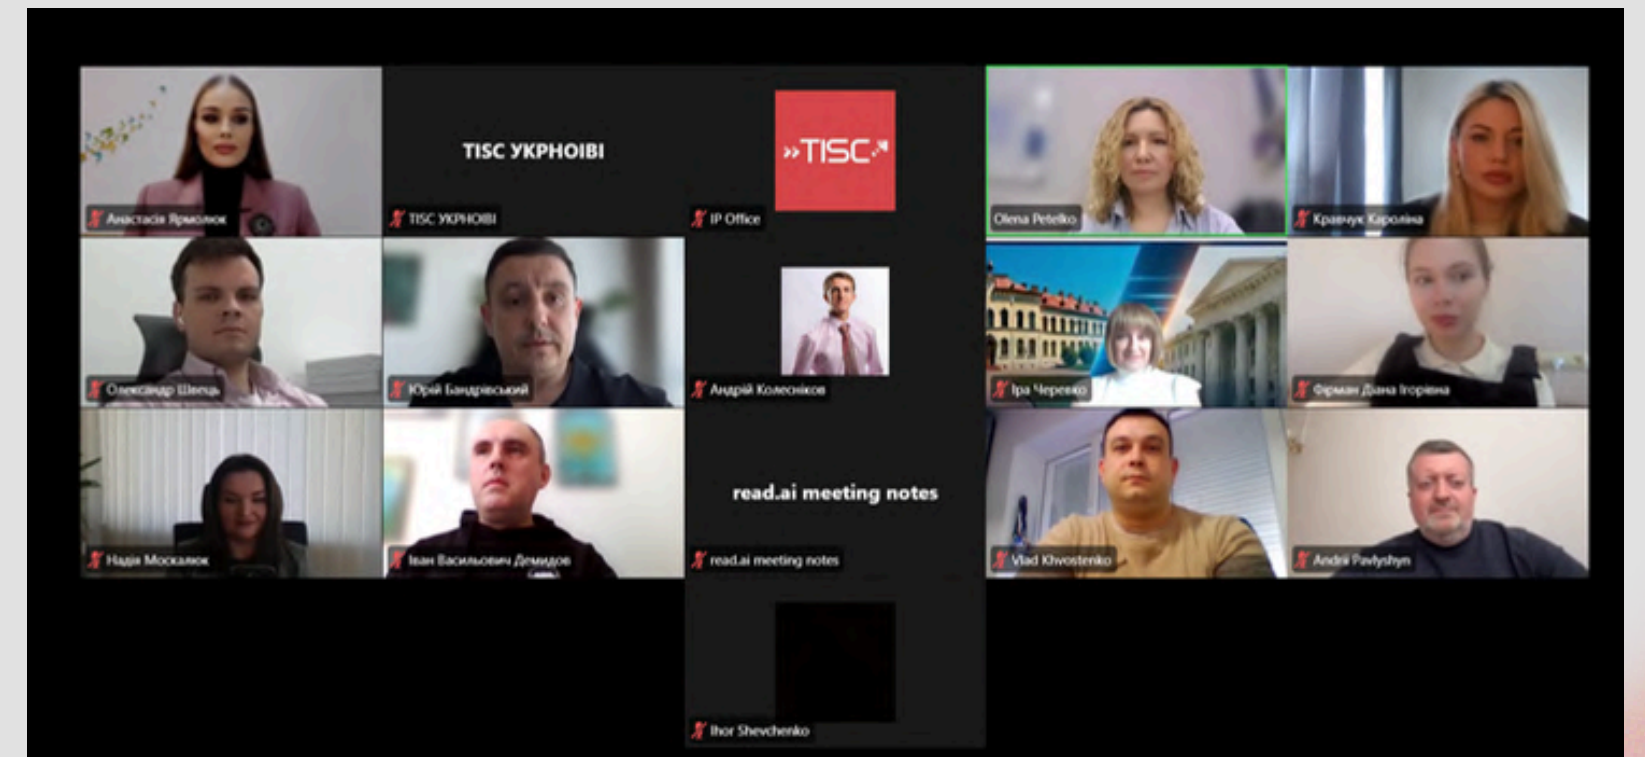 Анастасія Ярмолюк
TISC УКРНОІВІ
TISC УКРНОІВІ
»TISC
IP Office
Olena Petelko
Кравчук Кароліна
Олександр Швець
Юрій Бандрівський
Андрій Колесніков
Іра Черевко
Фірман Діана Ігорівна
Надія Москалюк
Іван Васильович Демидов
read.ai meeting notes
read.ai meeting notes
Vlad Khvostenko
Andrii Pavlyshyn
Ihor Shevchenko